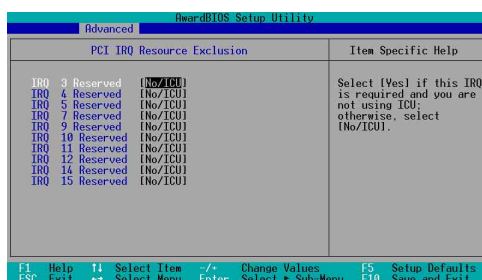 AwardBIOS Setup Utility
Advanced
PCI IRQ Resource Exclusion
Item Specific Help
IRQ 3 Reserved [No/ICU]
IRQ 4 Reserved [No/ICU]
IRQ 5 Reserved [No/ICU]
IRQ 7 Reserved [No/ICU]
IRQ 9 Reserved [No/ICU]
IRQ 10 Reserved [No/ICU]
IRQ 11 Reserved [No/ICU]
IRQ 12 Reserved [No/ICU]
IRQ 14 Reserved [No/ICU]
IRQ 15 Reserved [No/ICU]
Select [Yes] if this IRQ
is required and you are
not using ICU;
otherwise, select
[No/ICU].
F1 Help ↑↓ Select Item -/+ Change Values F5 Setup Defaults
ESC Exit ←→ Select Menu Enter Select ▶ Sub-Menu F10 Save and Exit